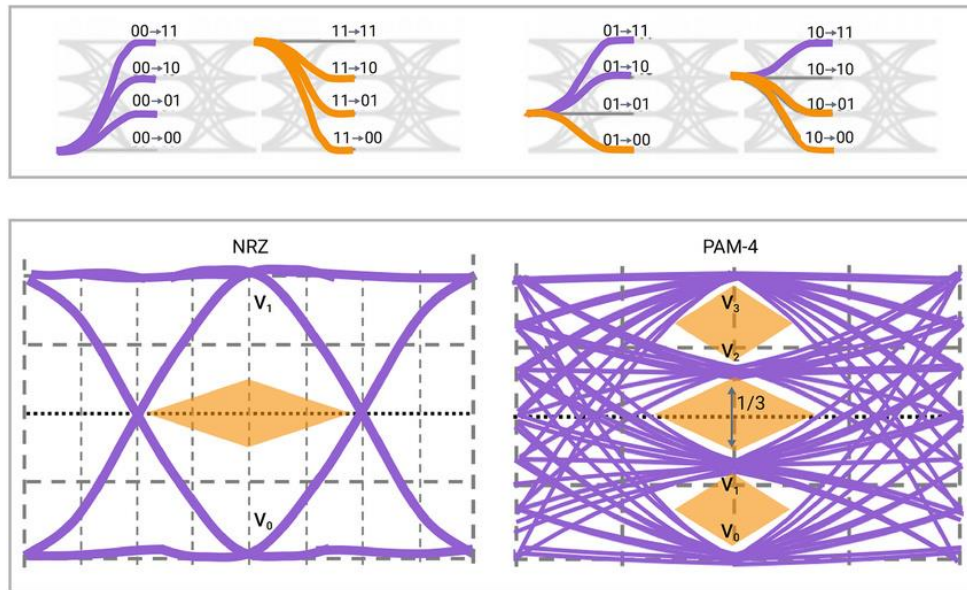 00→11
00→10
00→01
00→00
11→11
11→10
11→01
11→00
01→11
01→10
01→01
01→00
10→11
10→10
10→01
10→00
NRZ
V₁
V₀
PAM-4
V₃
V₂
1/3
V₁
V₀